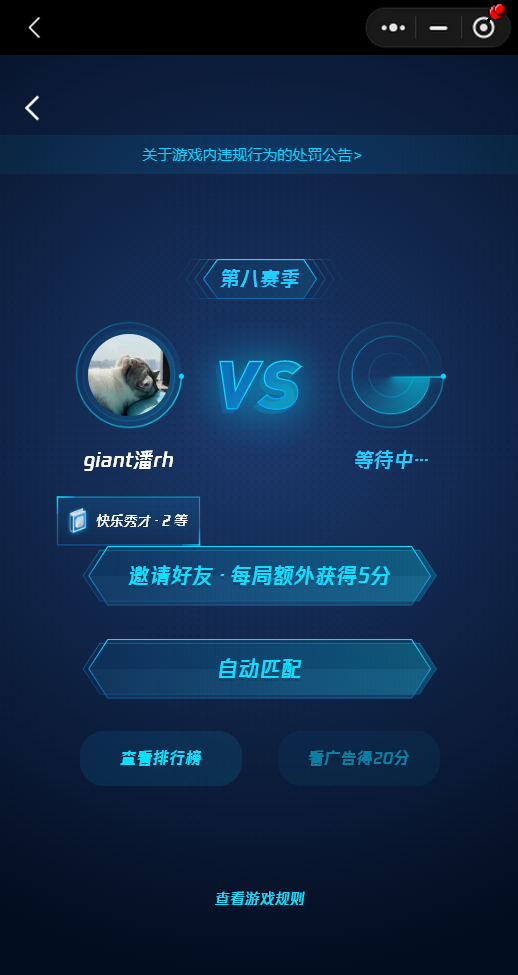 关于游戏内违规行为的处罚公告>
第八赛季
VS
giant潘rh
等待中…
快乐秀才·2 等
邀请好友·每局额外获得5分
自动匹配
查看排行榜
看广告得20分
查看游戏规则